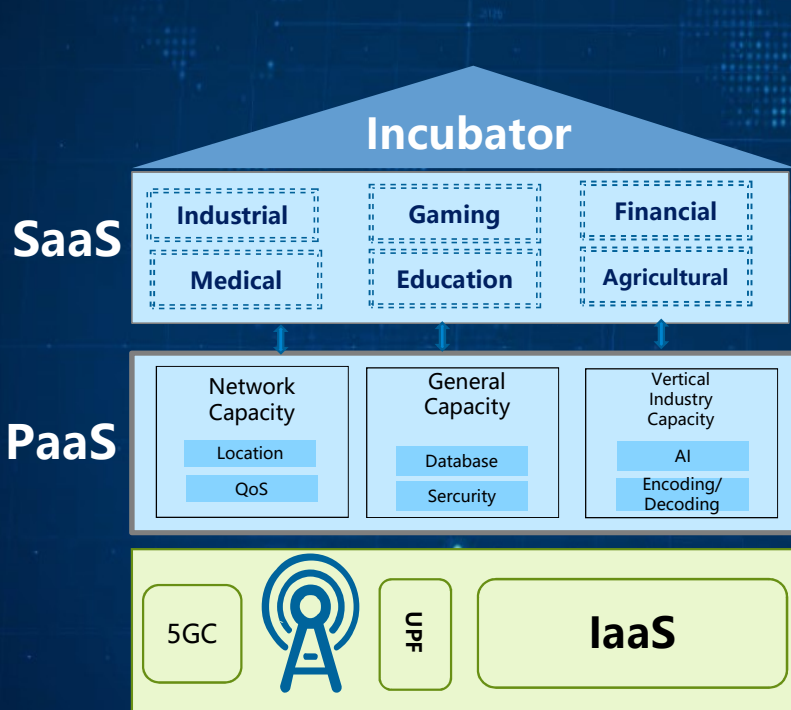 Incubator
SaaS
Industrial
Gaming
Financial
Medical
Education
Agricultural
PaaS
Network
Capacity
Location
QoS
General
Capacity
Database
Sercurity
Vertical
Industry
Capacity
AI
Encoding/
Decoding
5GC
UPF
IaaS